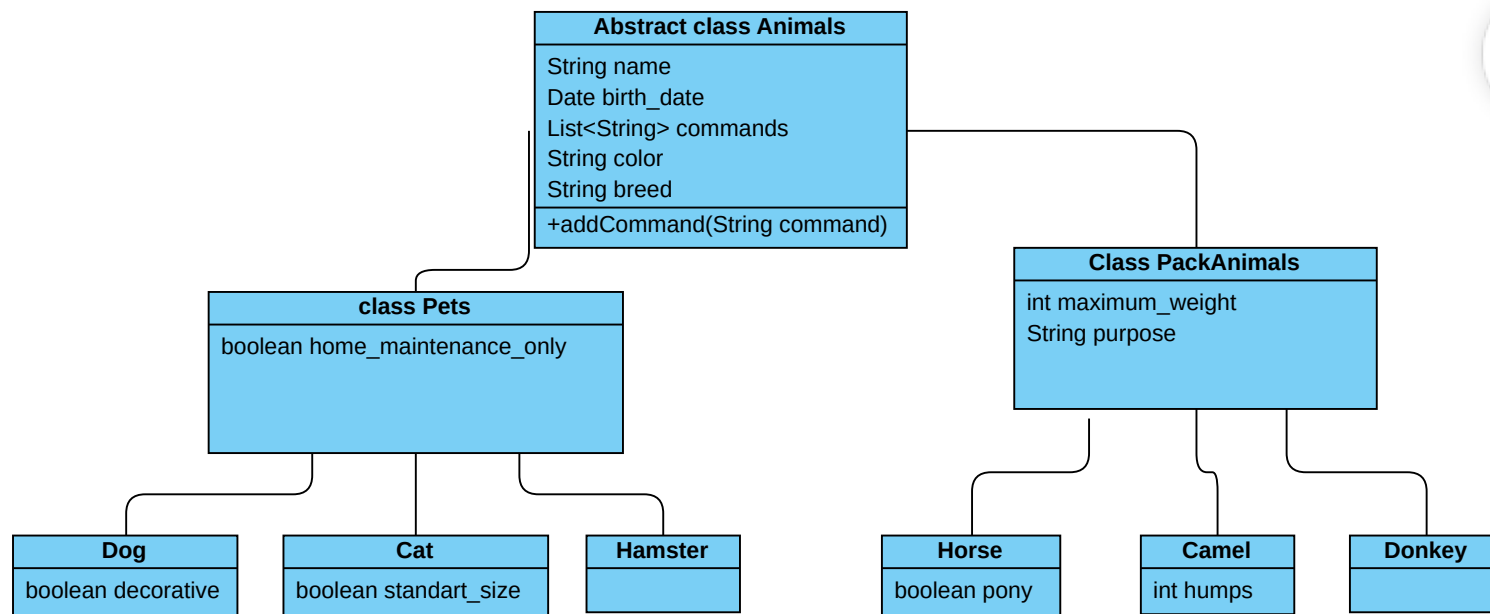 Abstract class Animals
String name
Date birth_date
List<String> commands
String color
String breed
+addCommand(String command)
class Pets
boolean home_maintenance_only
Class PackAnimals
int maximum_weight
String purpose
Dog
boolean decorative
Cat
boolean standart_size
Hamster
Horse
boolean pony
Camel
int humps
Donkey